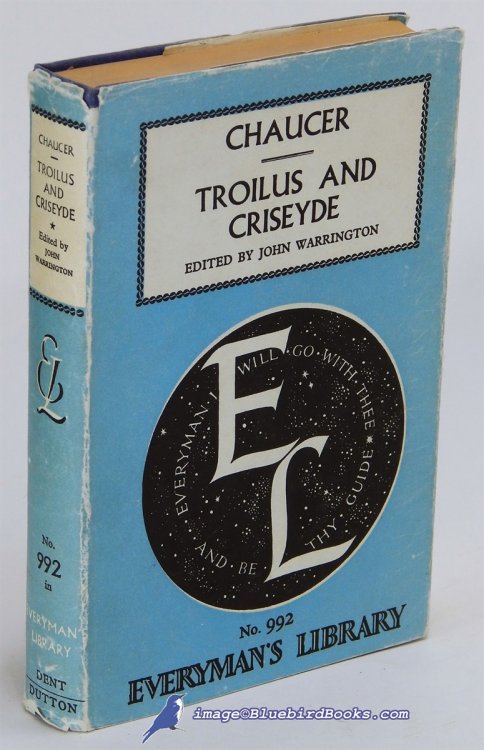 CHAUCER
TROILUS
AND
CRISEYDE
Edited by
JOHN
WARRINGTON
EL
No.
992
in
EVERYMAN'S
LIBRARY
DENT
DUTTON
CHAUCER
TROILUS AND
CRISEYDE
EDITED BY JOHN WARRINGTON
EVERYMAN, I WILL·GO·WITH·THEE
AND·BE·THY·GUIDE
EL
No. 992
EVERYMAN'S LIBRARY
image©BluebirdBooks.com